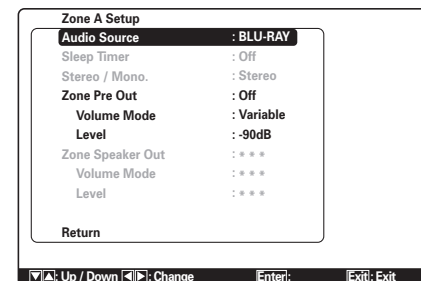 Zone A Setup
Audio Source : BLU-RAY
Sleep Timer : Off
Stereo / Mono. : Stereo
Zone Pre Out : Off
Volume Mode : Variable
Level : -90dB
Zone Speaker Out : * * *
Volume Mode : * * *
Level : * * *
Return
▼▲: Up / Down ◀▶: Change Enter: Exit: Exit